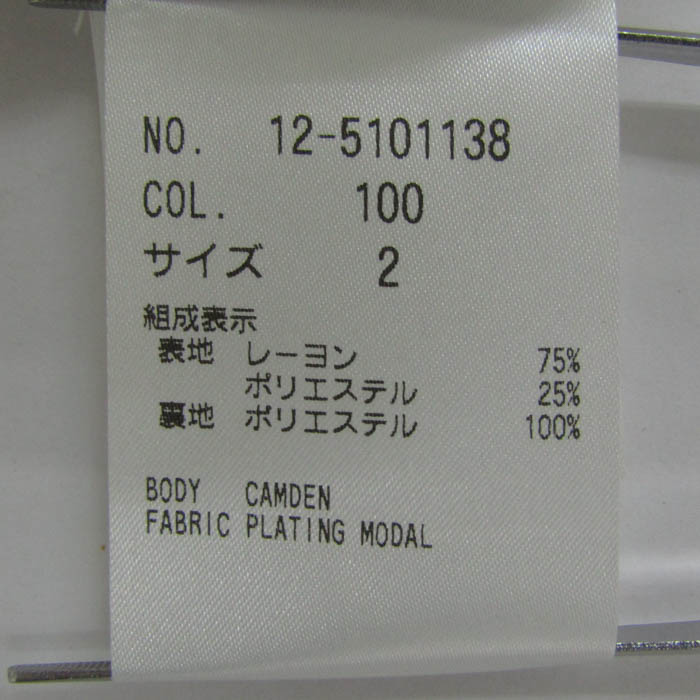 NO. 12-5101138
COL. 100
サイズ 2
組成表示
表地 レーヨン 75%
ポリエステル 25%
裏地 ポリエステル 100%
BODY CAMDEN
FABRIC PLATING MODAL